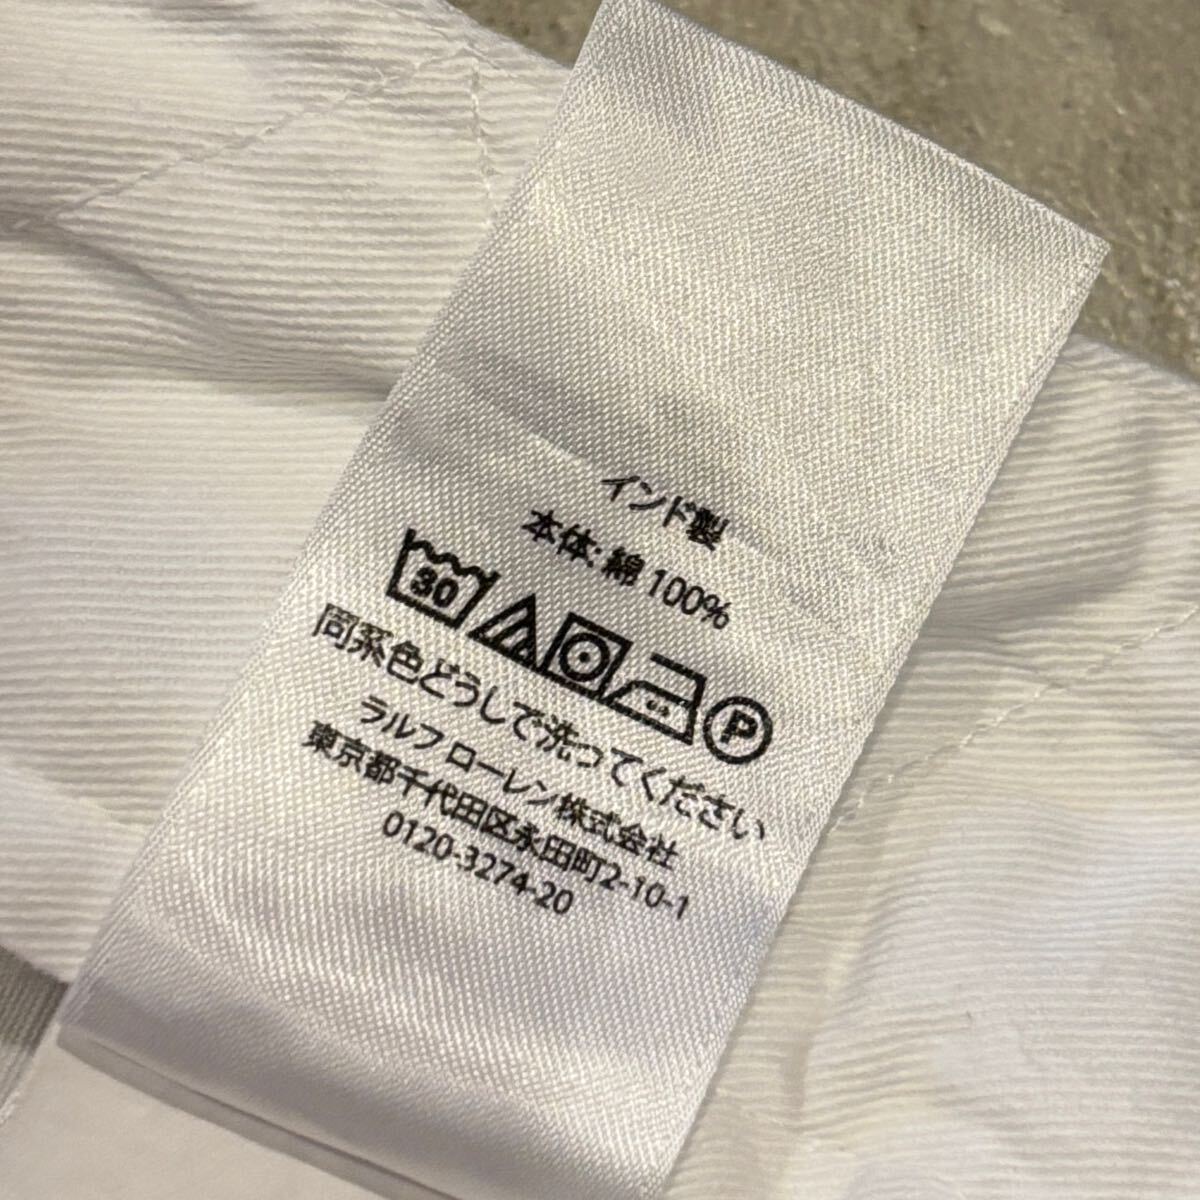 インド製
本体: 綿 100%
30 P
同系色どうしで洗ってください
ラルフ ローレン株式会社
東京都千代田区永田町2-10-1
0120-3274-20